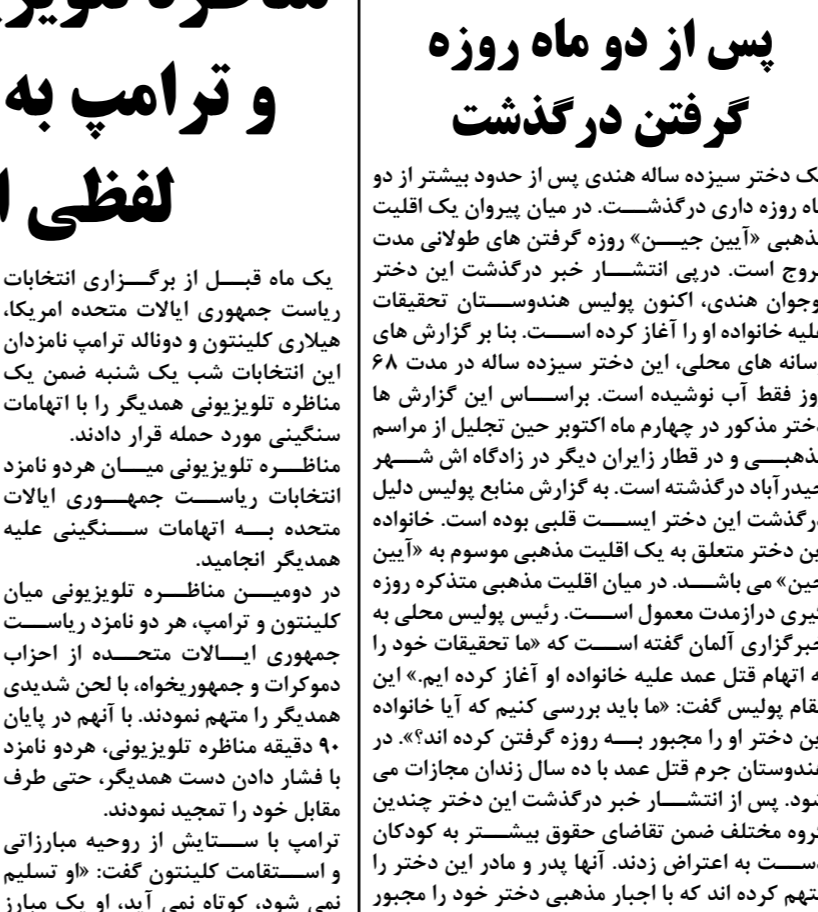 پس از دو ماه روزه
گرفتن درگذشت
یک دختر سیزده ساله هندی پس از حدود بیشتر از دو
ماه روزه داری درگذشت. در میان پیروان یک اقلیت
مذهبی «آیین جین» روزه گرفتن های طولانی مدت
مروج است. درپی انتشار خبر درگذشت این دختر
نوجوان هندی، اکنون پولیس هندوستان تحقیقات
علیه خانواده او را آغاز کرده است. بنا بر گزارش های
رسانه های محلی، این دختر سیزده ساله در مدت ۶۸
روز فقط آب نوشیده است. براساس این گزارش ها
دختر مذکور در چهارم ماه اکتوبر حین تجلیل از مراسم
مذهبی و در قطار زایران دیگر در زادگاه اش شهر
حیدرآباد درگذشته است. به گزارش منابع پولیس دلیل
درگذشت این دختر ایست قلبی بوده است. خانواده
این دختر متعلق به یک اقلیت مذهبی موسوم به «آیین
جین» می باشد. در میان اقلیت مذهبی متذکره روزه
گیری درازمدت معمول است. رئیس پولیس محلی به
خبرگزاری آلمان گفته است که «ما تحقیقات خود را
به اتهام قتل عمد علیه خانواده او آغاز کرده ایم.» این
مقام پولیس گفت: «ما باید بررسی کنیم که آیا خانواده
این دختر او را مجبور به روزه گرفتن کرده اند؟». در
هندوستان جرم قتل عمد با ده سال زندان مجازات می
شود. پس از انتشار خبر درگذشت این دختر چندین
گروه مختلف ضمن تقاضای حقوق بیشتر به کودکان
دست به اعتراض زدند. آنها پدر و مادر این دختر را
متهم کرده اند که با اجبار مذهبی دختر خود را مجبور
مناظره
و ترامپ به
لفظی
یک ماه قبل از برگزاری انتخابات
ریاست جمهوری ایالات متحده امریکا،
هیلاری کلینتون و دونالد ترامپ نامزدان
این انتخابات شب یک شنبه ضمن یک
مناظره تلویزیونی همدیگر را با اتهامات
سنگینی مورد حمله قرار دادند.
مناظره تلویزیونی میان هردو نامزد
انتخابات ریاست جمهوری ایالات
متحده به اتهامات سنگینی علیه
همدیگر انجامید.
در دومین مناظره تلویزیونی میان
کلینتون و ترامپ، هر دو نامزد ریاست
جمهوری ایالات متحده از احزاب
دموکرات و جمهوریخواه، با لحن شدیدی
همدیگر را متهم نمودند. با آنهم در پایان
۹۰ دقیقه مناظره تلویزیونی، هردو نامزد
با فشار دادن دست همدیگر، حتی طرف
مقابل خود را تمجید نمودند.
ترامپ با ستایش از روحیه مبارزاتی
و استقامت کلینتون گفت: «او تسلیم
نمی شود، کوتاه نمی آید، او یک مبارز